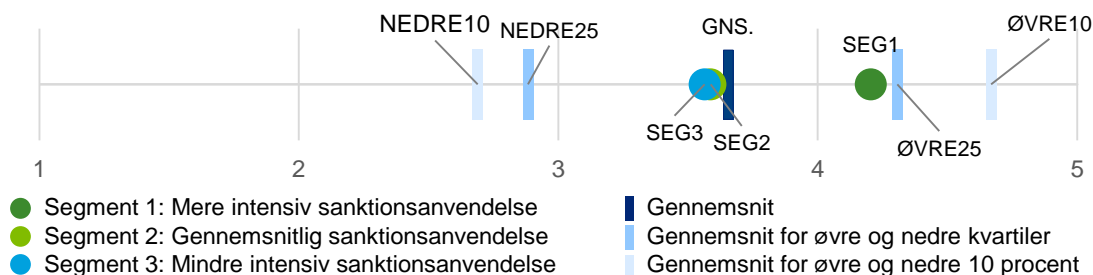 NEDRE10
NEDRE25
GNS.
SEG1
ØVRE10
SEG3
SEG2
ØVRE25
1 2 3 4 5
Segment 1: Mere intensiv sanktionsanvendelse
Segment 2: Gennemsnitlig sanktionsanvendelse
Segment 3: Mindre intensiv sanktionsanvendelse
Gennemsnit
Gennemsnit for øvre og nedre kvartiler
Gennemsnit for øvre og nedre 10 procent